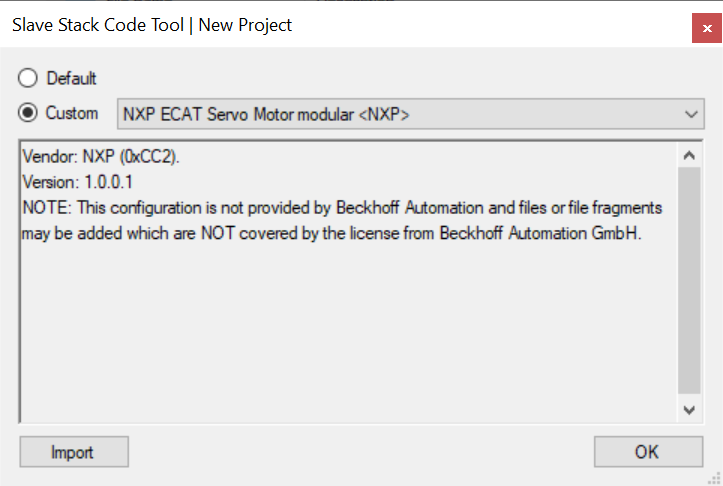 Slave Stack Code Tool | New Project
x
Default
Custom
NXP ECAT Servo Motor modular <NXP>
Vendor: NXP (0xCC2).
Version: 1.0.0.1
NOTE: This configuration is not provided by Beckhoff Automation and files or file fragments
may be added which are NOT covered by the license from Beckhoff Automation GmbH.
Import
OK